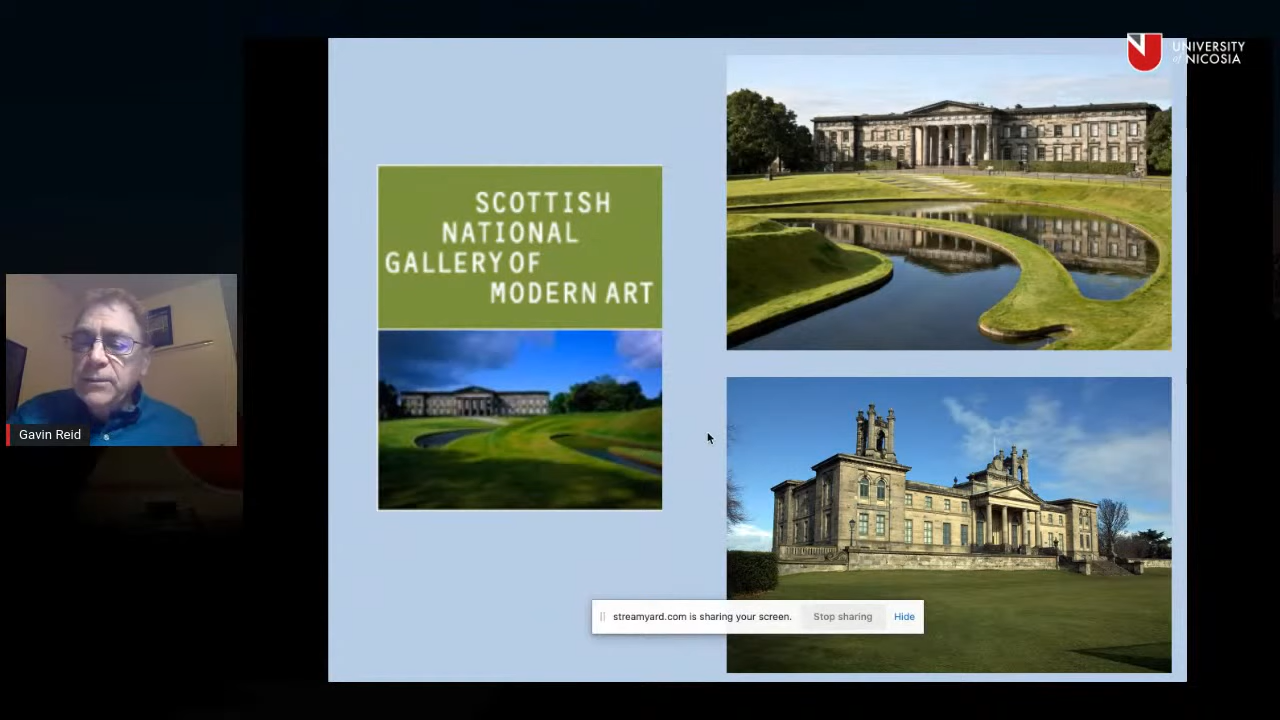 UNIVERSITY
of NICOSIA
SCOTTISH
NATIONAL
GALLERY OF
MODERN ART
Gavin Reid
streamyard.com is sharing your screen. Stop sharing Hide